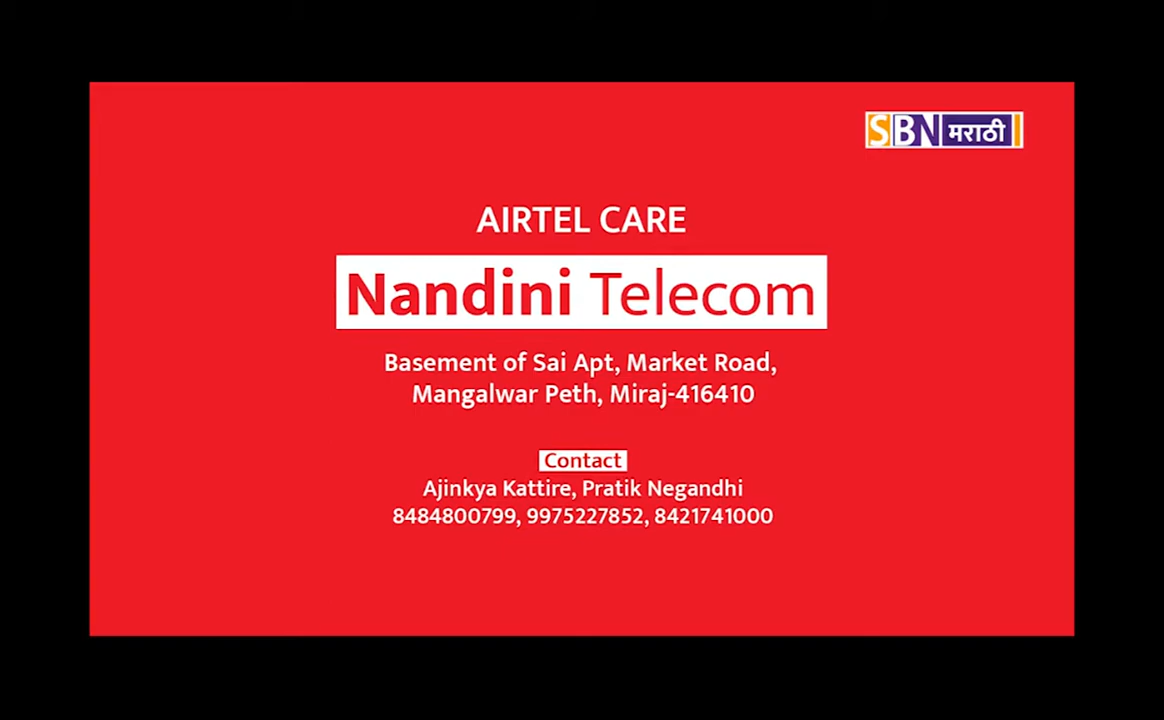 SBN मराठी
AIRTEL CARE
Nandini Telecom
Basement of Sai Apt, Market Road,
Mangalwar Peth, Miraj-416410
Contact
Ajinkya Kattire, Pratik Negandhi
8484800799, 9975227852, 8421741000